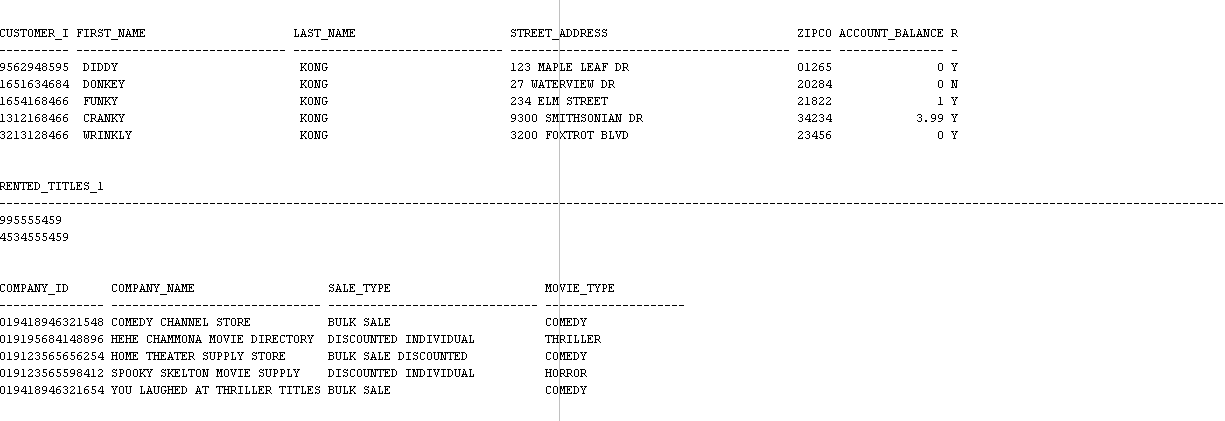 CUSTOMER_I FIRST_NAME LAST_NAME STREET_ADDRESS ZIPCO ACCOUNT_BALANCE R
9562948595 DIDDY KONG 123 MAPLE LEAF DR 01265 0 Y
1651634684 DONKEY KONG 27 WATERVIEW DR 20284 0 N
1654168466 FUNKY KONG 234 ELM STREET 21822 1 Y
1312168466 CRANKY KONG 9300 SMITHSONIAN DR 34234 3.99 Y
3213128466 WRINKLY KONG 3200 FOXTROT BLVD 23456 0 Y
RENTED_TITLES_1
995555459
4534555459
COMPANY_ID COMPANY_NAME SALE_TYPE MOVIE_TYPE
019418946321548 COMEDY CHANNEL STORE BULK SALE COMEDY
019195684148896 HEHE CHAMMONA MOVIE DIRECTORY DISCOUNTED INDIVIDUAL THRILLER
019123565656254 HOME THEATER SUPPLY STORE BULK SALE DISCOUNTED COMEDY
019123565598412 SPOOKY SKELTON MOVIE SUPPLY DISCOUNTED INDIVIDUAL HORROR
019418946321654 YOU LAUGHED AT THRILLER TITLES BULK SALE COMEDY